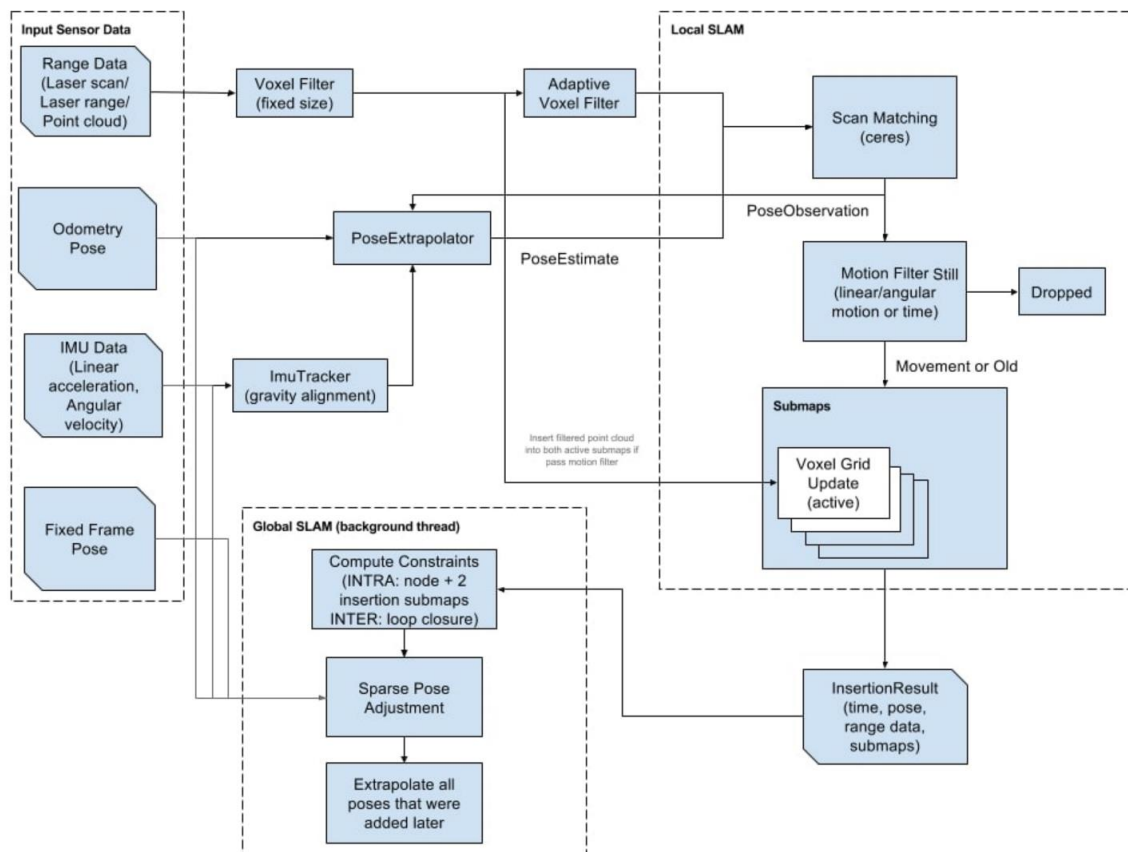 Input Sensor Data
Range Data
(Laser scan/
Laser range/
Point cloud)
Voxel Filter
(fixed size)
Adaptive
Voxel Filter
Local SLAM
Scan Matching
(ceres)
Odometry
Pose
PoseExtrapolator
PoseEstimate
PoseObservation
Motion Filter Still
(linear/angular
motion or time)
Dropped
IMU Data
(Linear
acceleration,
Angular
velocity)
ImuTracker
(gravity alignment)
Movement or Old
Submaps
Insert filtered point cloud
into both active submaps if
pass motion filter
Voxel Grid
Update
(active)
Fixed Frame
Pose
Global SLAM (background thread)
Compute Constraints
(INTRA: node + 2
insertion submaps
INTER: loop closure)
Sparse Pose
Adjustment
InsertionResult
(time, pose,
range data,
submaps)
Extrapolate all
poses that were
added later